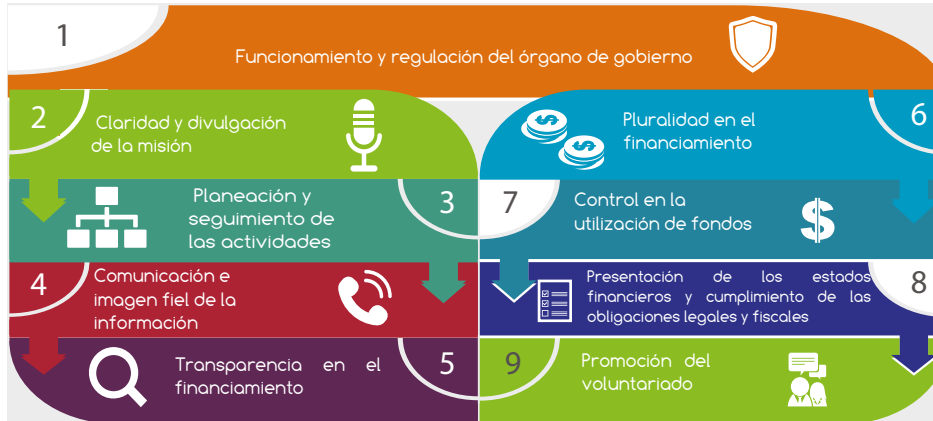 1
Funcionamiento y regulación del órgano de gobierno
2
Claridad y divulgación
de la misión
3
Planeación y
seguimiento de
las actividades
4
Comunicación e
imagen fiel de la
información
5
Transparencia en el
financiamiento
6
Pluralidad en el
financiamiento
$
$
7
Control en la
utilización de fondos
$
8
Presentación de los estados
financieros y cumplimiento de las
obligaciones legales y fiscales
9
Promoción del
voluntariado